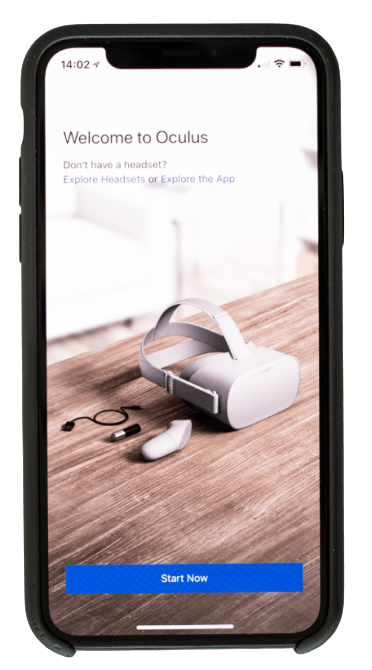 14:02
Welcome to Oculus
Don't have a headset?
Explore Headsets or Explore the App
Start Now